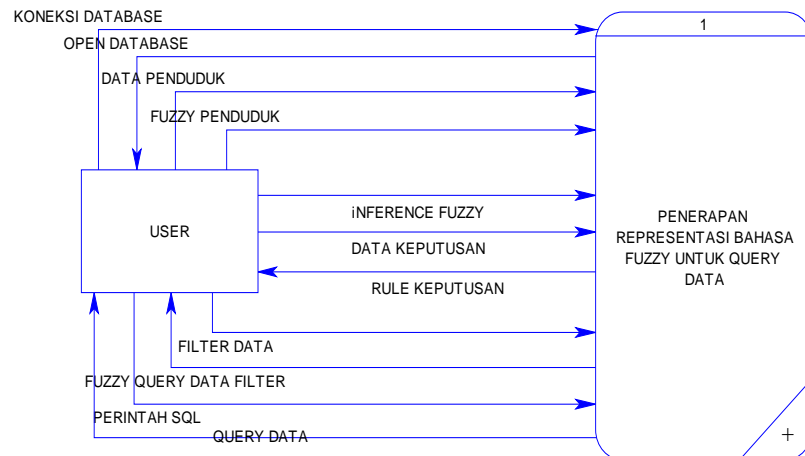 KONEKSI DATABASE
1
OPEN DATABASE
DATA PENDUDUK
FUZZY PENDUDUK
iNFERENCE FUZZY
USER
DATA KEPUTUSAN
RULE KEPUTUSAN
PENERAPAN
REPRESENTASI BAHASA
FUZZY UNTUK QUERY
DATA
FILTER DATA
FUZZY QUERY DATA FILTER
PERINTAH SQL
QUERY DATA
+